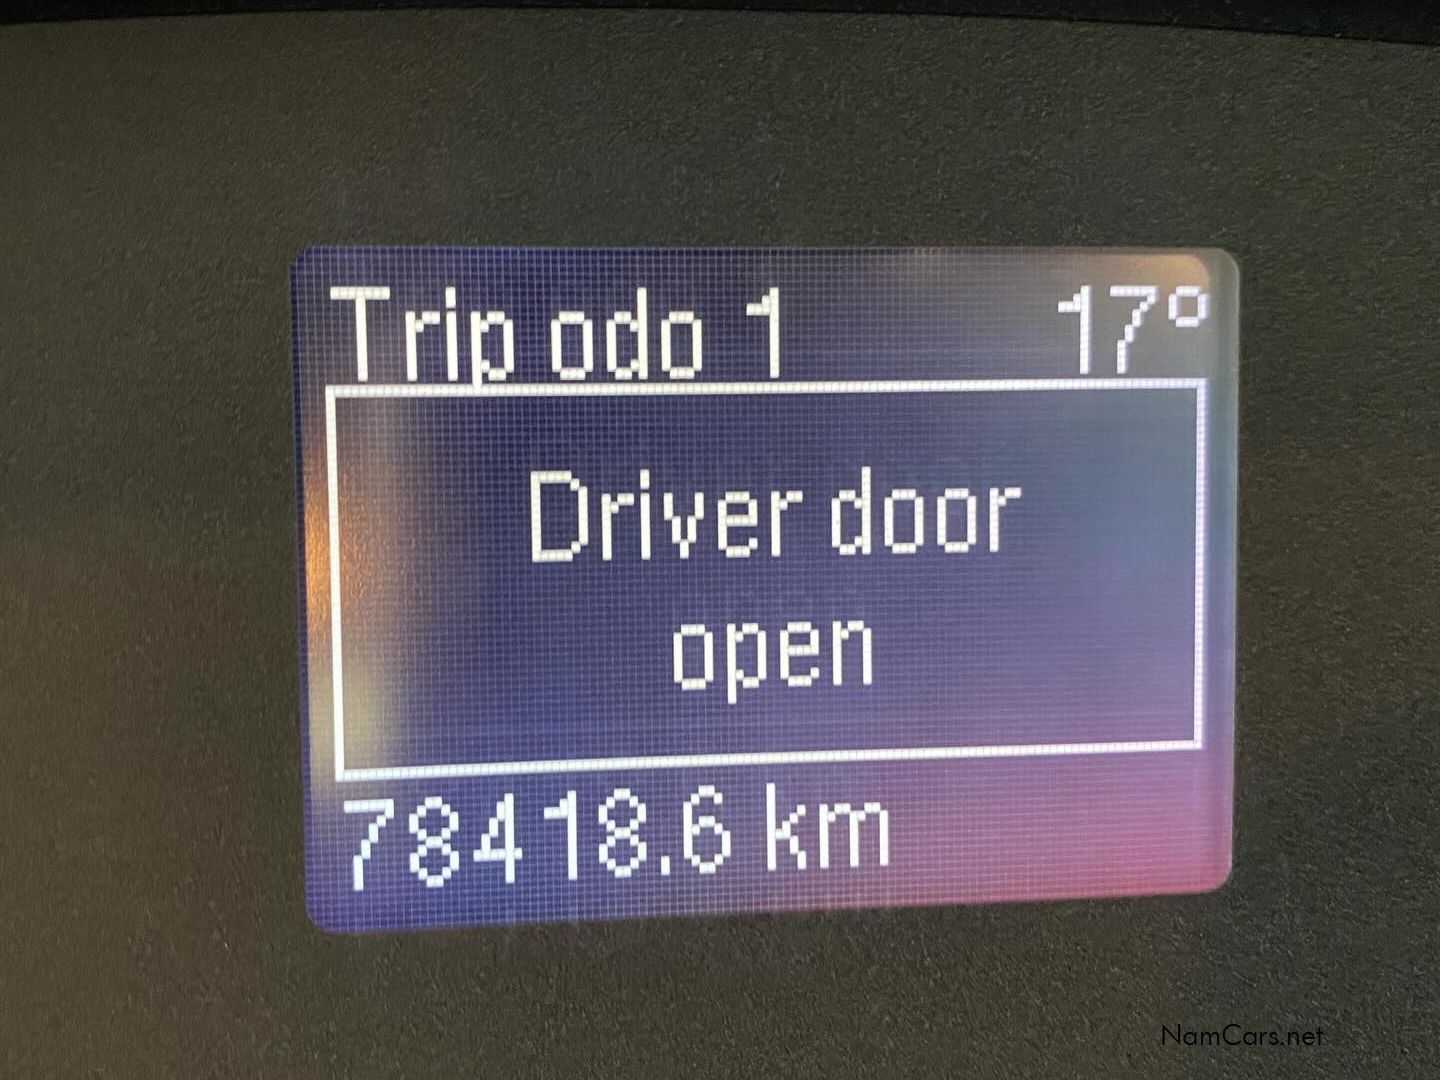 Trip odo 1 17°
Driver door
open
78418.6 km
NamCars.net